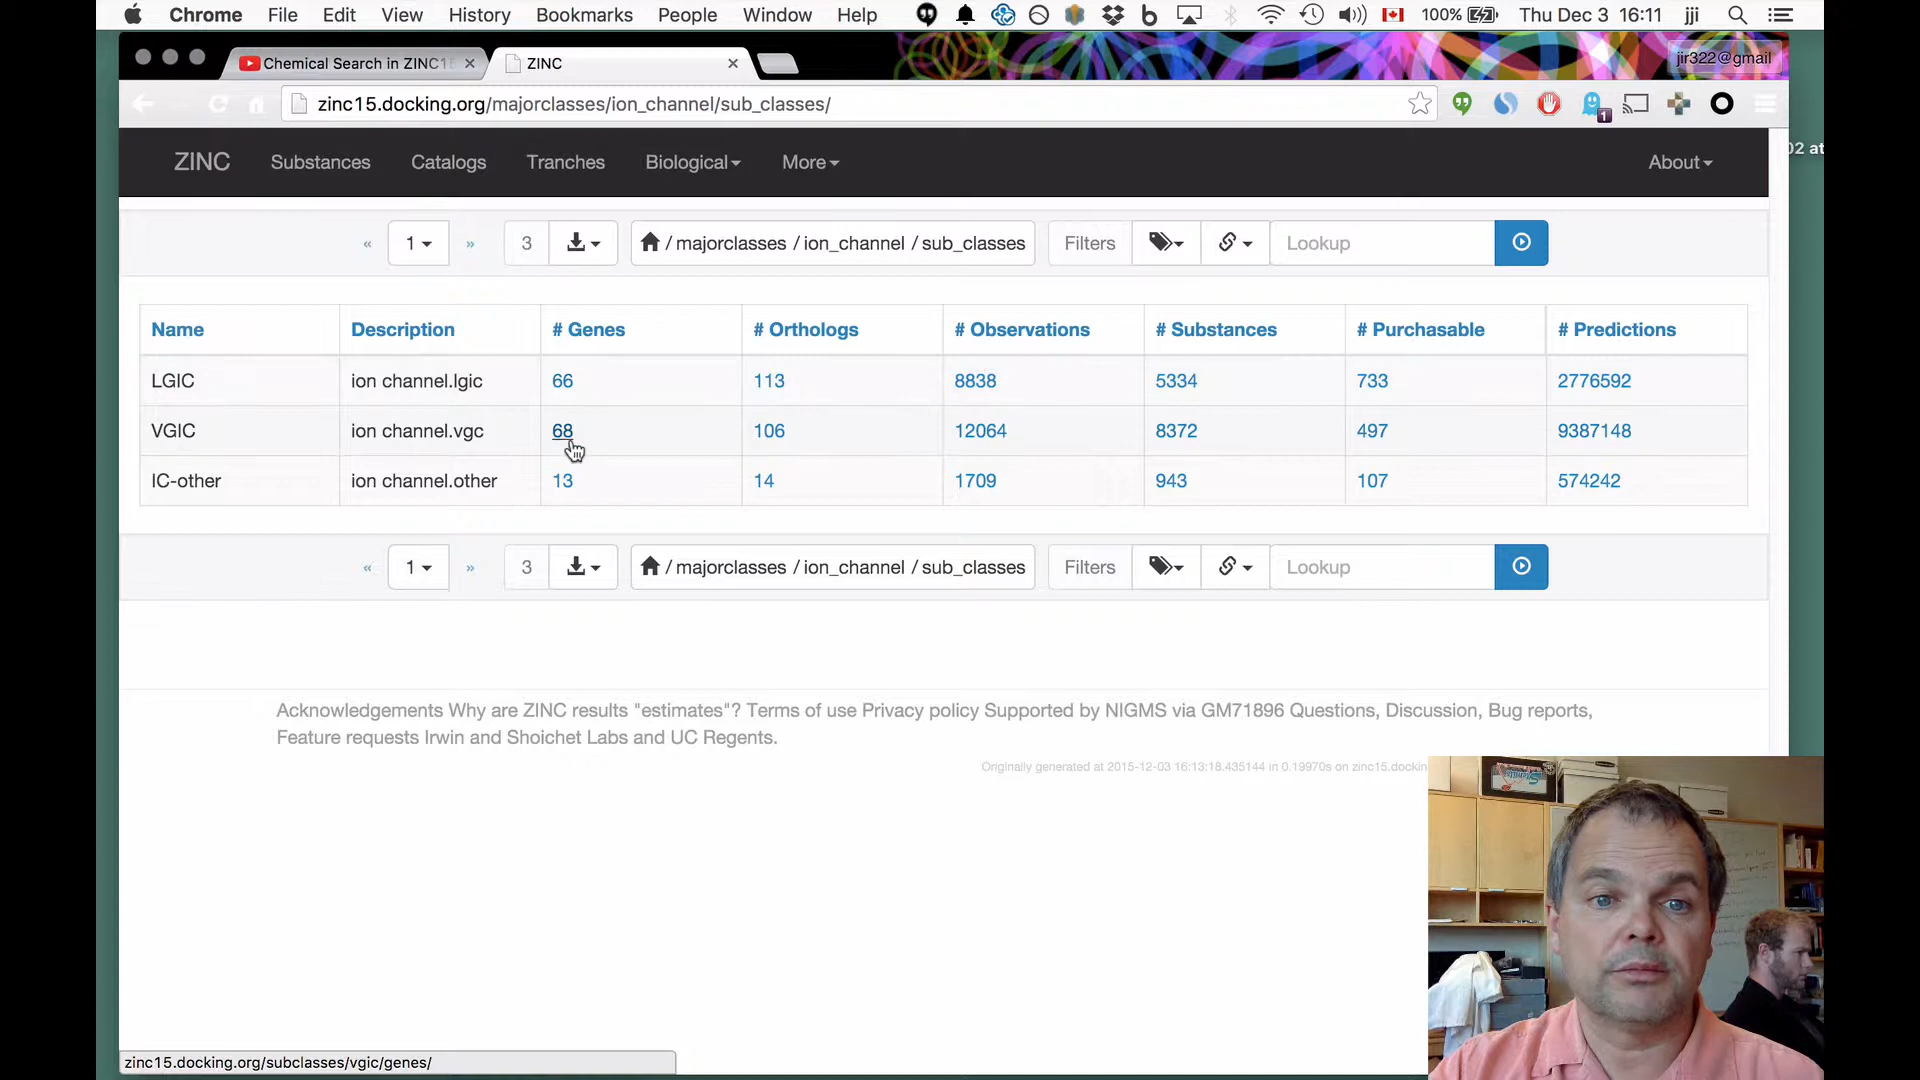 Chrome File Edit View History Bookmarks People Window Help 100% Thu Dec 3 16:11 jji
Chemical Search in ZINC15 ZINC jir322@gmail
zinc15.docking.org/majorclasses/ion_channel/sub_classes/ 1
ZINC Substances Catalogs Tranches Biological More About
02 at
« 1 » 3 / majorclasses / ion_channel / sub_classes Filters Lookup
Name Description # Genes # Orthologs # Observations # Substances # Purchasable # Predictions
LGIC ion channel.lgic 66 113 8838 5334 733 2776592
VGIC ion channel.vgc 68 106 12064 8372 497 9387148
IC-other ion channel.other 13 14 1709 943 107 574242
« 1 » 3 / majorclasses / ion_channel / sub_classes Filters Lookup
Acknowledgements Why are ZINC results "estimates"? Terms of use Privacy policy Supported by NIGMS via GM71896 Questions, Discussion, Bug reports,
Feature requests Irwin and Shoichet Labs and UC Regents.
Originally generated at 2015-12-03 16:13:18.435144 in 0.19970s on zinc15.dockin
zinc15.docking.org/subclasses/vgic/genes/